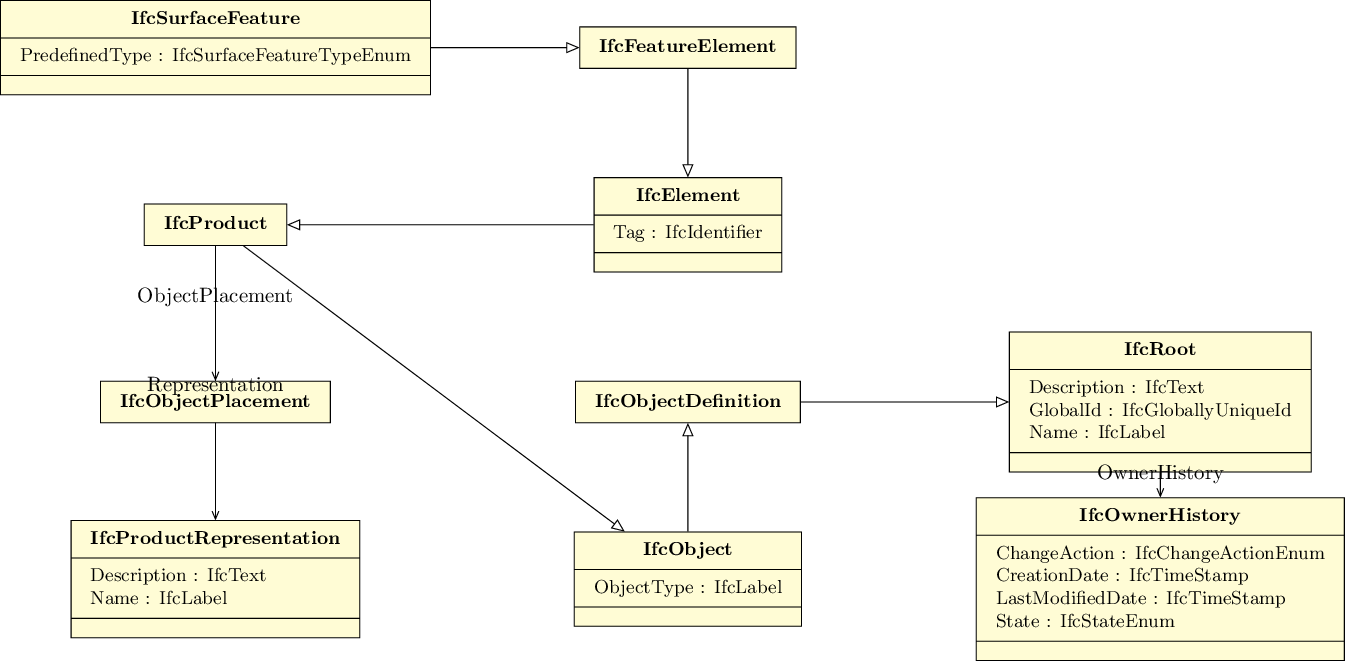 IfcSurfaceFeature
PredefinedType : IfcSurfaceFeatureTypeEnum
IfcFeatureElement
IfcElement
Tag : IfcIdentifier
IfcProduct
ObjectPlacement
Representation
IfcObjectPlacement
IfcObjectDefinition
IfcRoot
Description : IfcText
GlobalId : IfcGloballyUniqueId
Name : IfcLabel
OwnerHistory
IfcOwnerHistory
ChangeAction : IfcChangeActionEnum
CreationDate : IfcTimeStamp
LastModifiedDate : IfcTimeStamp
State : IfcStateEnum
IfcProductRepresentation
Description : IfcText
Name : IfcLabel
IfcObject
ObjectType : IfcLabel